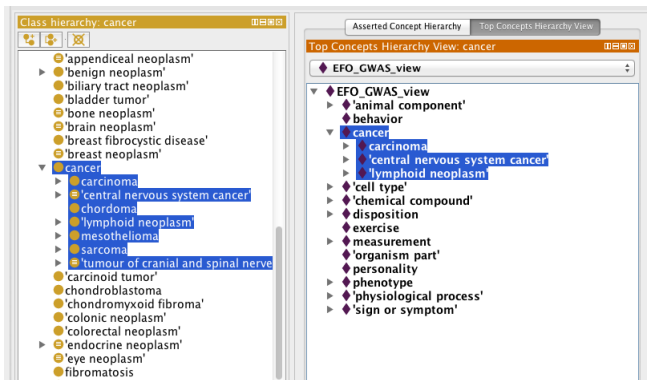 Class hierarchy: cancer
'appendiceal neoplasm'
'benign neoplasm'
'biliary tract neoplasm'
'bladder tumor'
'bone neoplasm'
'brain neoplasm'
'breast fibrocystic disease'
'breast neoplasm'
cancer
carcinoma
'central nervous system cancer'
chordoma
'lymphoid neoplasm'
mesothelioma
sarcoma
'tumour of cranial and spinal nerve
'carcinoid tumor'
chondroblastoma
'chondromyxoid fibroma'
'colonic neoplasm'
'colorectal neoplasm'
'endocrine neoplasm'
'eye neoplasm'
fibromatosis
Asserted Concept Hierarchy Top Concepts Hierarchy View
Top Concepts Hierarchy View: cancer
EFO_GWAS_view
EFO_GWAS_view
'animal component'
behavior
cancer
carcinoma
'central nervous system cancer'
'lymphoid neoplasm'
'cell type'
'chemical compound'
disposition
exercise
measurement
'organism part'
personality
phenotype
'physiological process'
'sign or symptom'